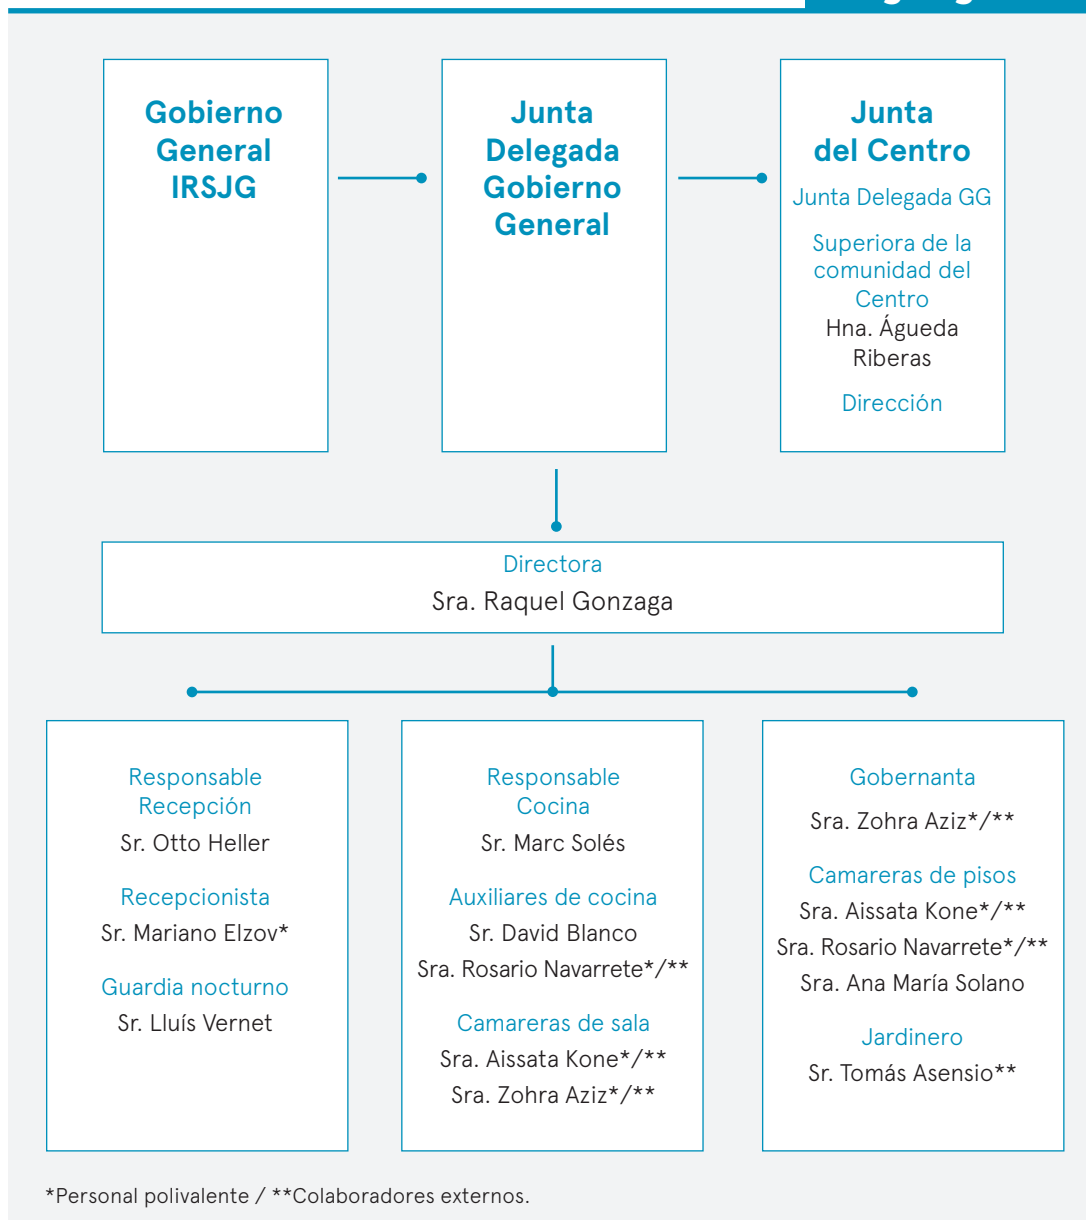 Gobierno
General
IRSJG
Junta
Delegada
Gobierno
General
Junta
del Centro
Junta Delegada GG
Superiora de la
comunidad del
Centro
Hna. Águeda
Riberas
Dirección
Directora
Sra. Raquel Gonzaga
Responsable
Recepción
Sr. Otto Heller
Recepcionista
Sr. Mariano Elzov*
Guardia nocturno
Sr. Lluís Vernet
Responsable
Cocina
Sr. Marc Solés
Auxiliares de cocina
Sr. David Blanco
Sra. Rosario Navarrete*/**
Camareras de sala
Sra. Aissata Kone*/**
Sra. Zohra Aziz*/**
Gobernanta
Sra. Zohra Aziz*/**
Camareras de pisos
Sra. Aissata Kone*/**
Sra. Rosario Navarrete*/**
Sra. Ana María Solano
Jardinero
Sr. Tomás Asensio**
*Personal polivalente / **Colaboradores externos.